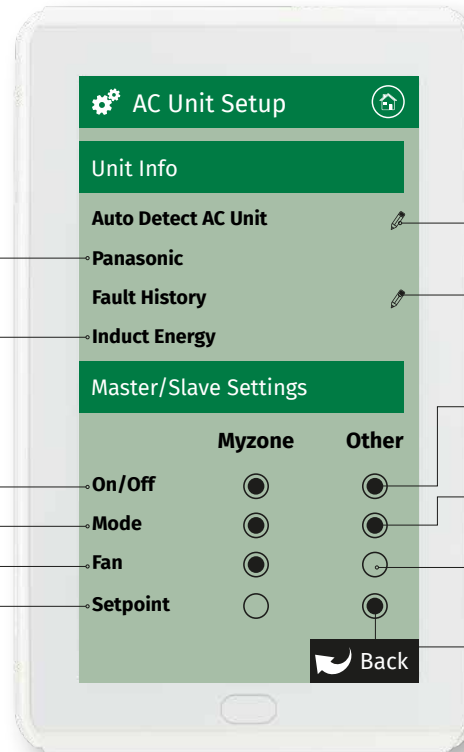 AC Unit Setup
Unit Info
Auto Detect AC Unit
Panasonic
Fault History
Induct Energy
Master/Slave Settings
Myzone Other
On/Off
Mode
Fan
Setpoint
Back